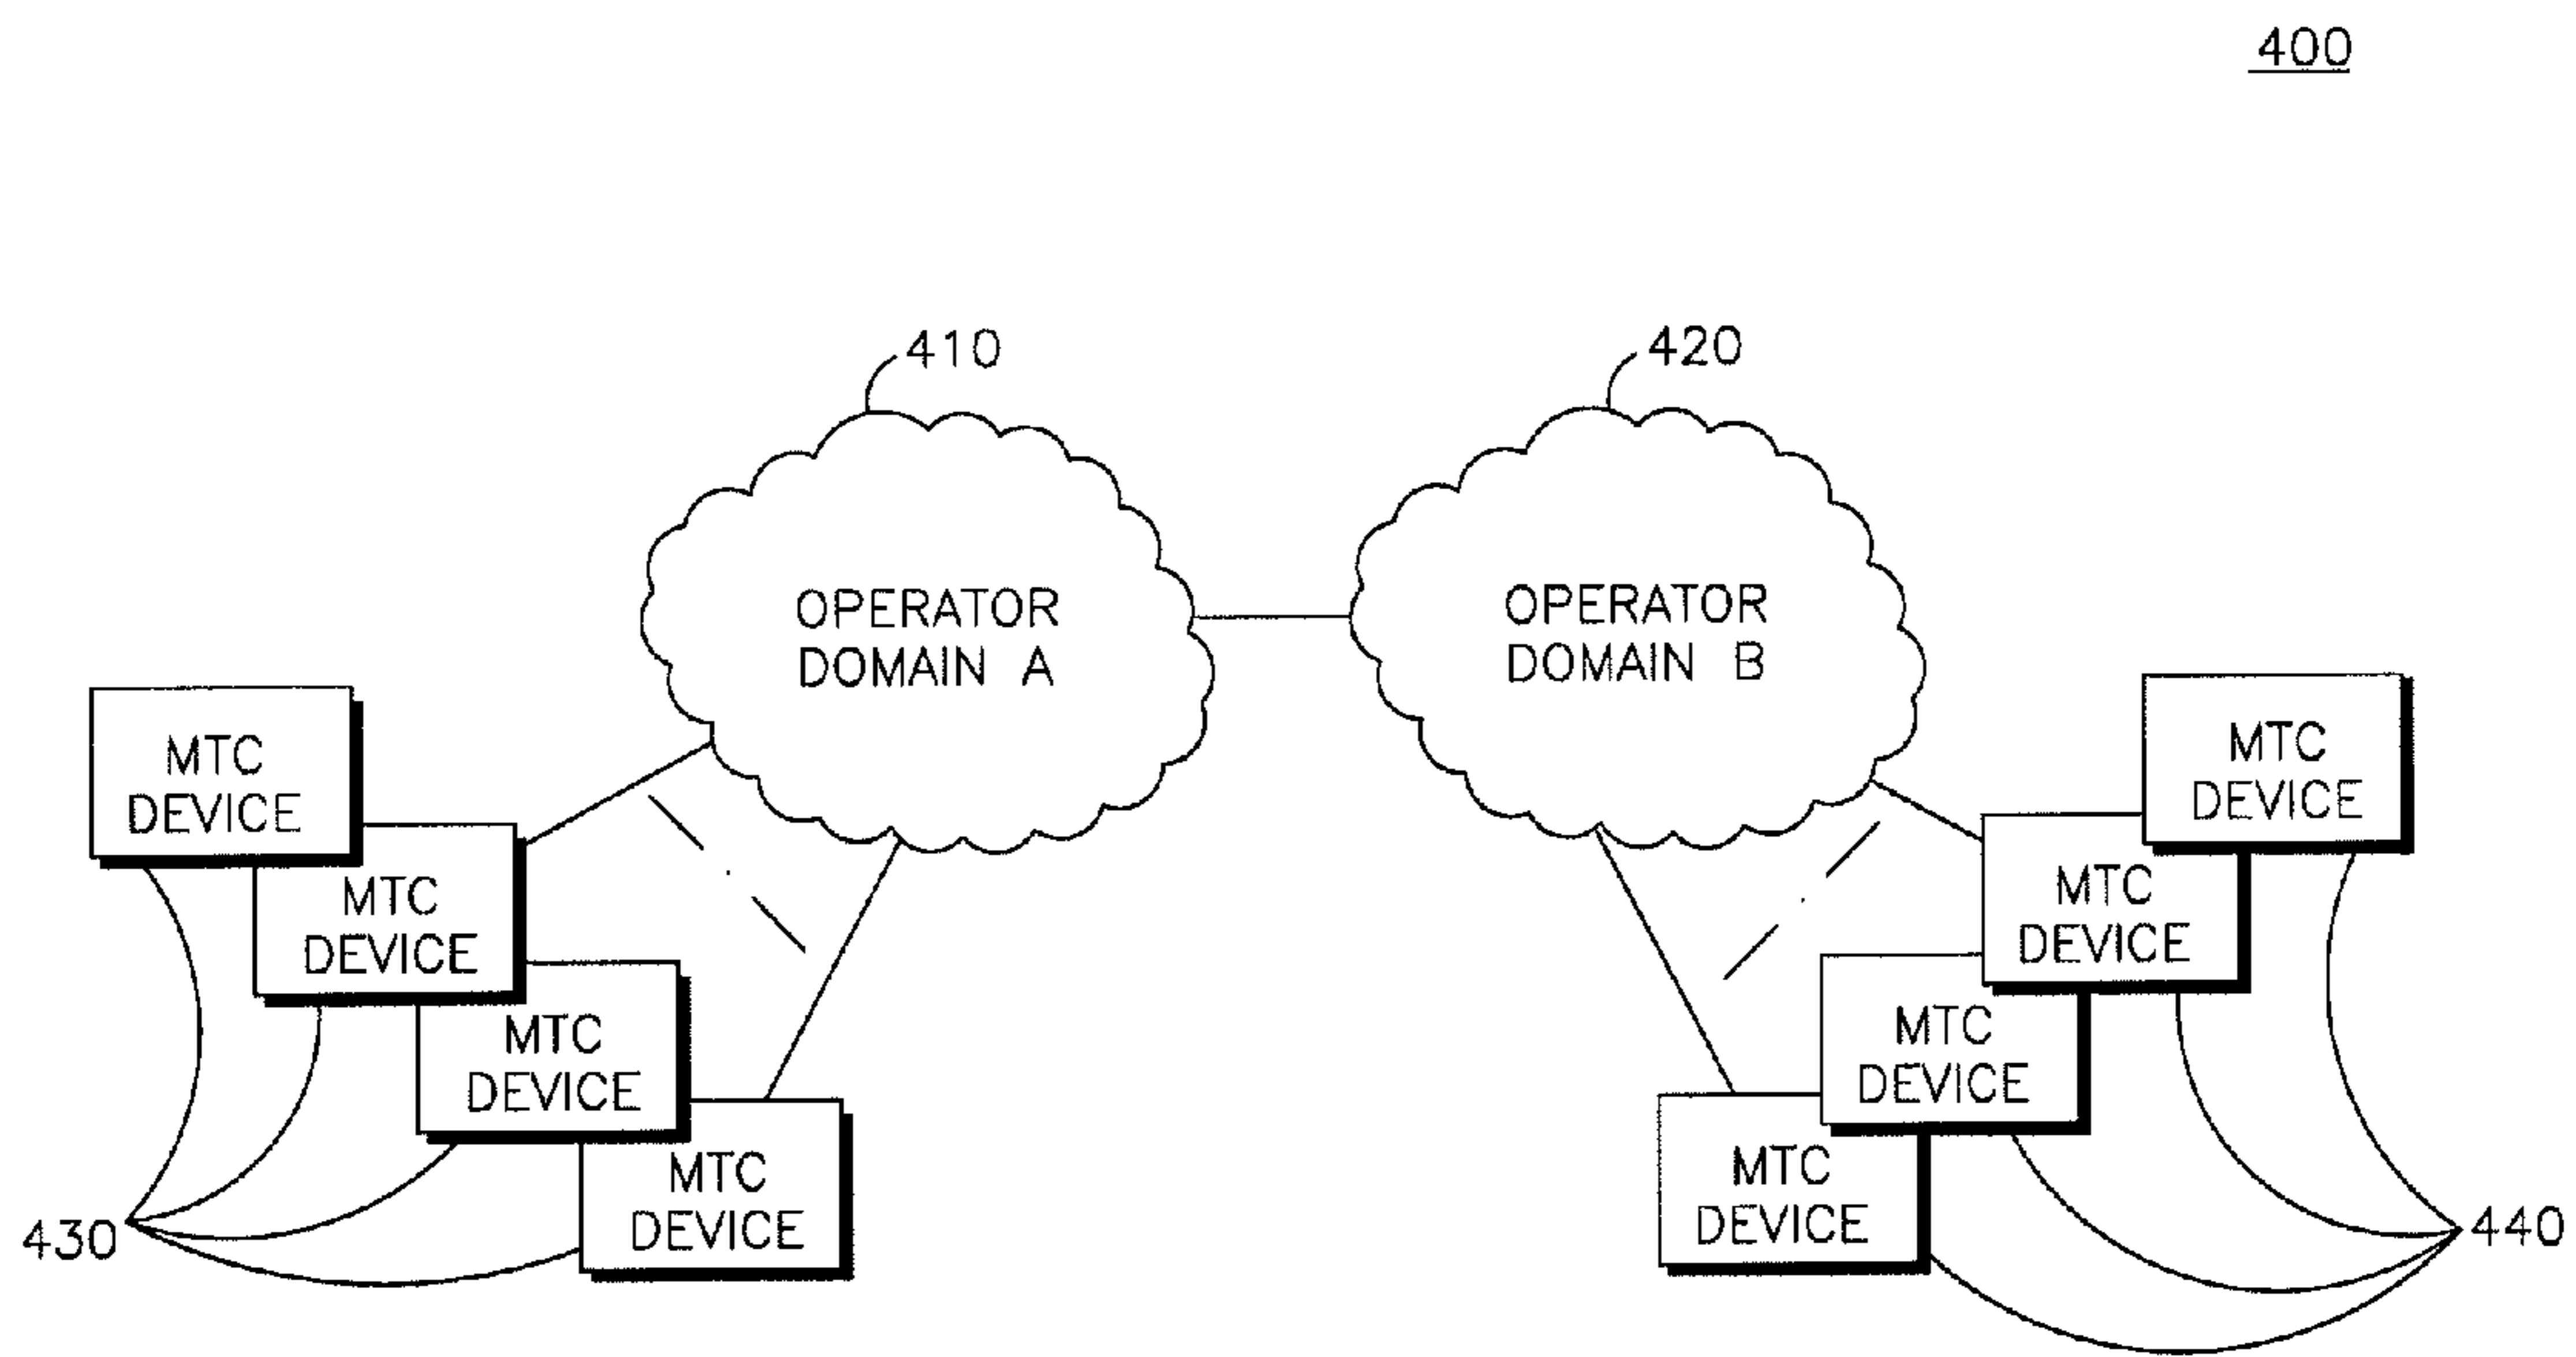 400
410
420
OPERATOR
DOMAIN A
OPERATOR
DOMAIN B
MTC
DEVICE
MTC
DEVICE
MTC
DEVICE
MTC
DEVICE
MTC
DEVICE
MTC
DEVICE
MTC
DEVICE
MTC
DEVICE
430
440